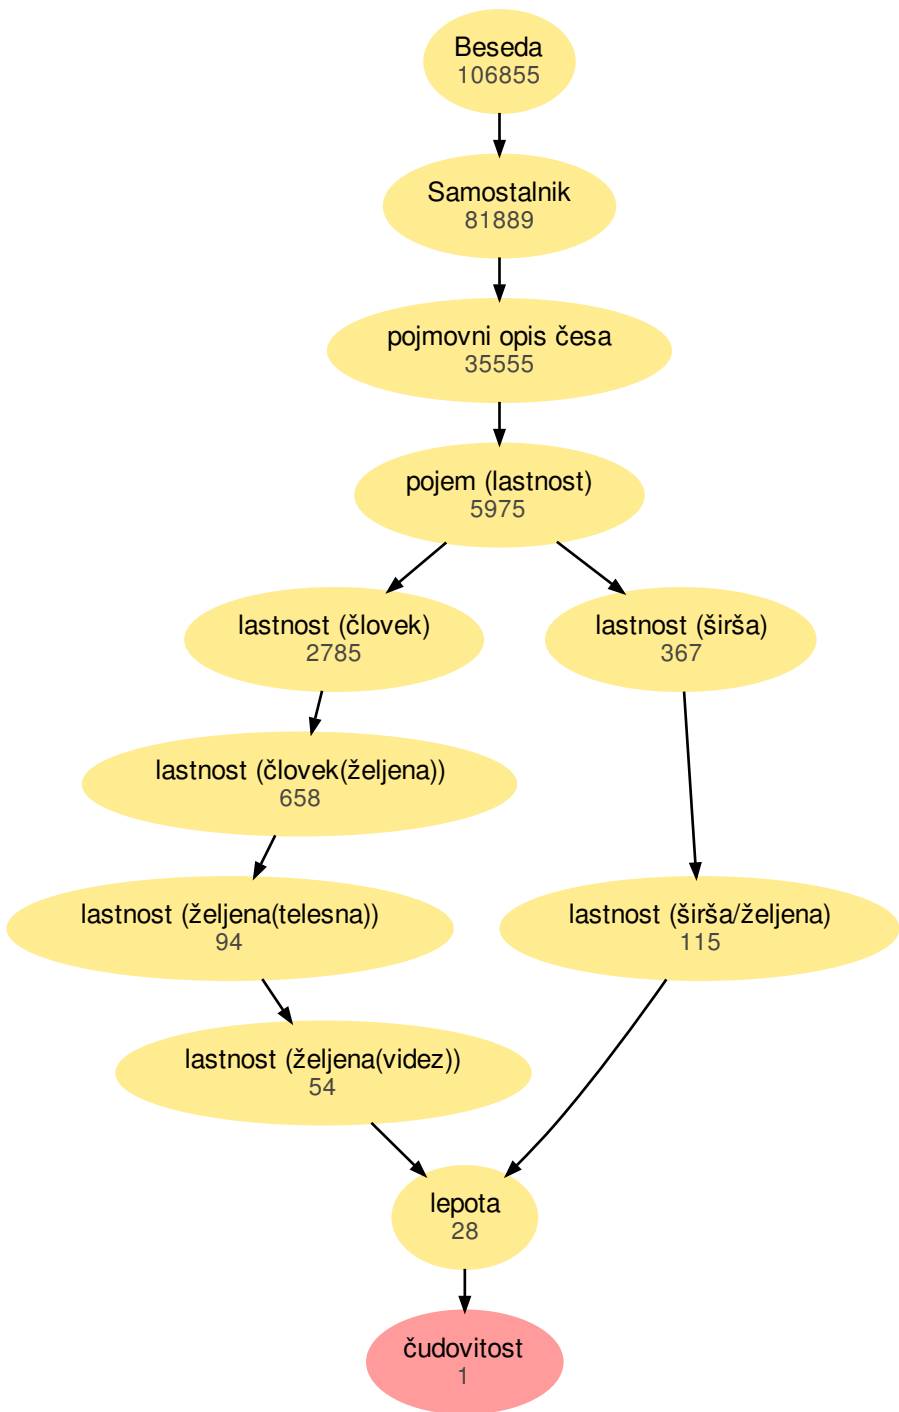 Beseda
106855
Samostalnik
81889
pojmovni opis česa
35555
pojem (lastnost)
5975
lastnost (človek)
2785
lastnost (širša)
367
lastnost (človek(željena))
658
lastnost (željena(telesna))
94
lastnost (širša/željena)
115
lastnost (željena(videz))
54
lepota
28
čudovitost
1